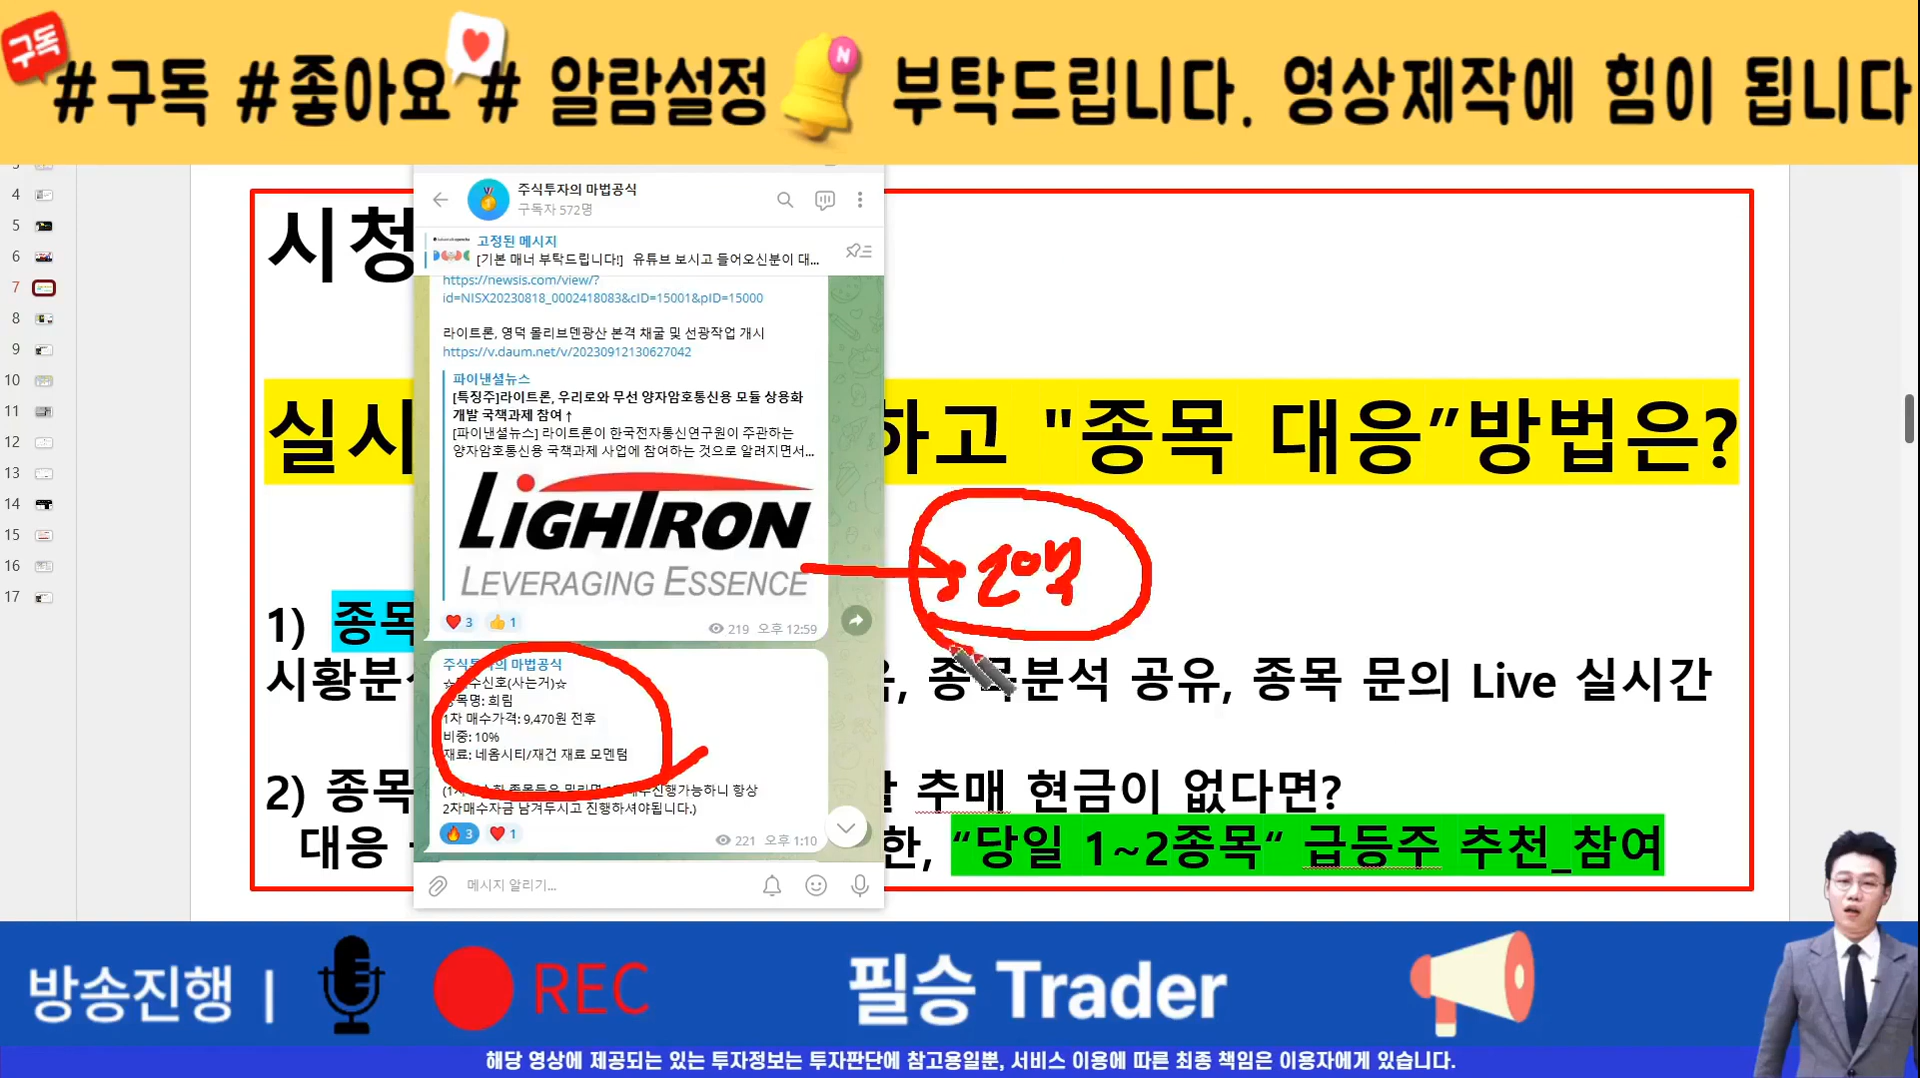 구독
#구독 #좋아요 # 알람설정 N 부탁드립니다. 영상제작에 힘이 됩니다
4
5
6
7
8
9
10
11
12
13
14
15
16
17
시청
실시
하고 "종목 대응”방법은?
1) 종목
시황분
종목분석 공유, 종목 문의 Live 실시간
2) 종목
추매 현금이 없다면?
대응
한, “당일 1~2종목“ 급등주 추천_참여
주식투자의 마법공식
구독자 572명
고정된 메시지
[기본 매너 부탁드립니다!] 유튜브 보시고 들어오신분이 대...
https://newsis.com/view/?
id=NISX20230818_0002418083&cID=15001&pID=15000
라이트론, 영덕 몰리브덴광산 본격 채굴 및 선광작업 개시
https://v.daum.net/v/20230912130627042
파이낸셜뉴스
[특징주]라이트론, 우리로와 무선 양자암호통신용 모듈 상용화
개발 국책과제 참여↑
[파이낸셜뉴스] 라이트론이 한국전자통신연구원이 주관하는
양자암호통신용 국책과제 사업에 참여하는 것으로 알려지면서...
LIGHTRON
LEVERAGING ESSENCE
3 1
219 오후 12:59
주식투자의 마법공식
☆매수신호(사는거)☆
종목명: 희림
1차 매수가격: 9,470원 전후
비중: 10%
재료: 네옴시티/재건 재료 모멘텀
진행가능하니 항상
2차매수자금 남겨두시고 진행하셔야됩니다.)
3 1
221 오후 1:10
메시지 알리기...
방송진행 | REC 필승 Trader
해당 영상에 제공되는 있는 투자정보는 투자판단에 참고용일뿐, 서비스 이용에 따른 최종 책임은 이용자에게 있습니다.